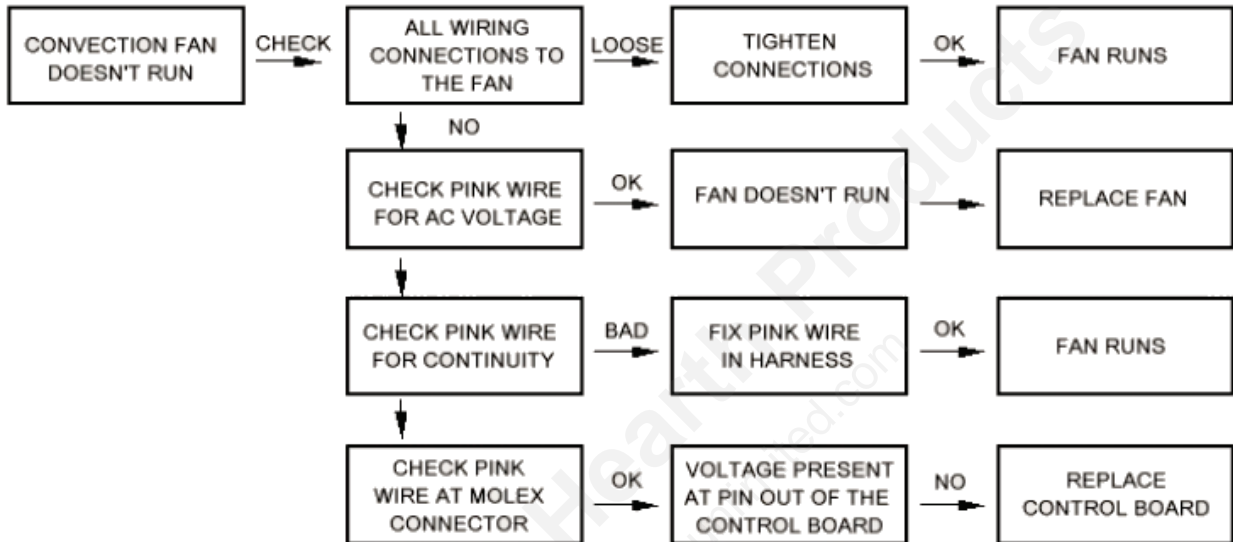 CONVECTION FAN
DOESN'T RUN
CHECK
ALL WIRING
CONNECTIONS TO
THE FAN
LOOSE
TIGHTEN
CONNECTIONS
OK
FAN RUNS
NO
CHECK PINK WIRE
FOR AC VOLTAGE
OK
FAN DOESN'T RUN
REPLACE FAN
CHECK PINK WIRE
FOR CONTINUITY
BAD
FIX PINK WIRE
IN HARNESS
OK
FAN RUNS
CHECK PINK
WIRE AT MOLEX
CONNECTOR
OK
VOLTAGE PRESENT
AT PIN OUT OF THE
CONTROL BOARD
NO
REPLACE
CONTROL BOARD
Hearth Products